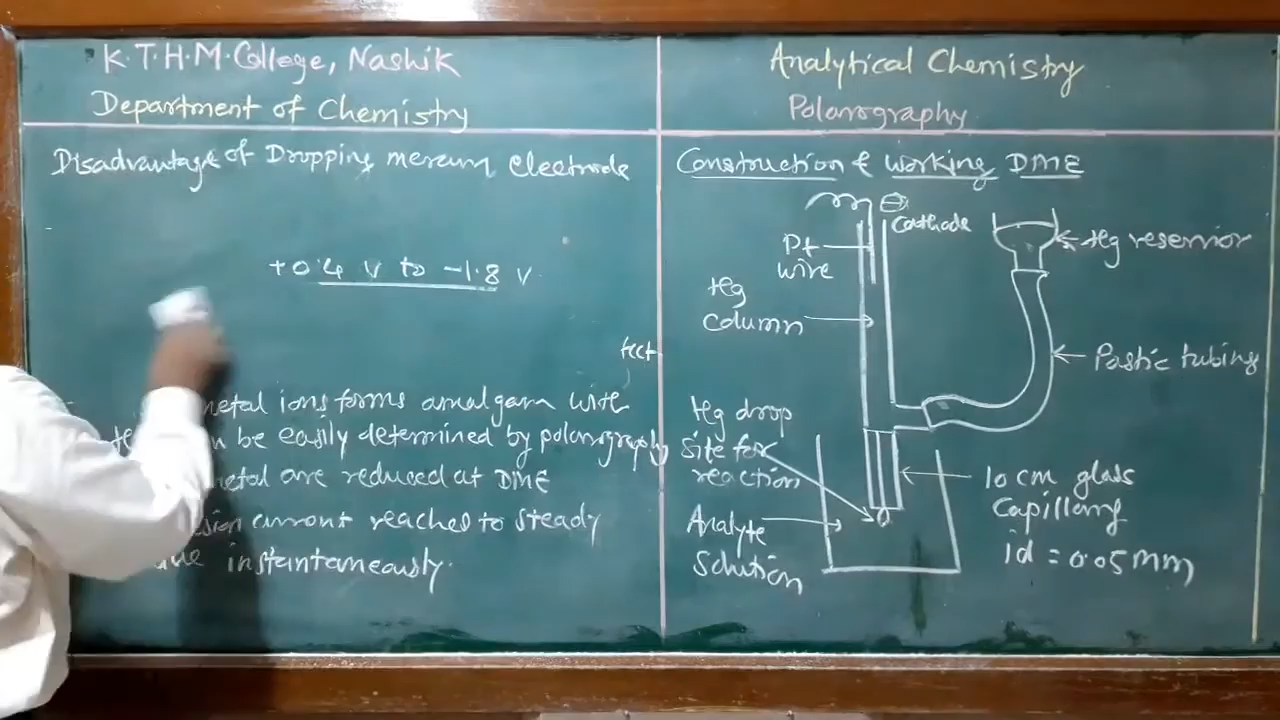 K.T.H.M. College, Nashik
Department of Chemistry
Disadvantage of Dropping mercury electrode
+0.4 V to -1.8 V
fect
metal ions forms amalgam with
be easily determined by polarography
metal are reduced at DME
current reaches to steady
instantaneously.
Analytical Chemistry
Polarography
Construction & working DME
⊖
Cathode
Pt
wire
Hg reservior
Hg
column
Pastic tubing
Hg drop
site for
reaction
10 cm glass
Capillary
id = 0.05 mm
Analyte
Solution